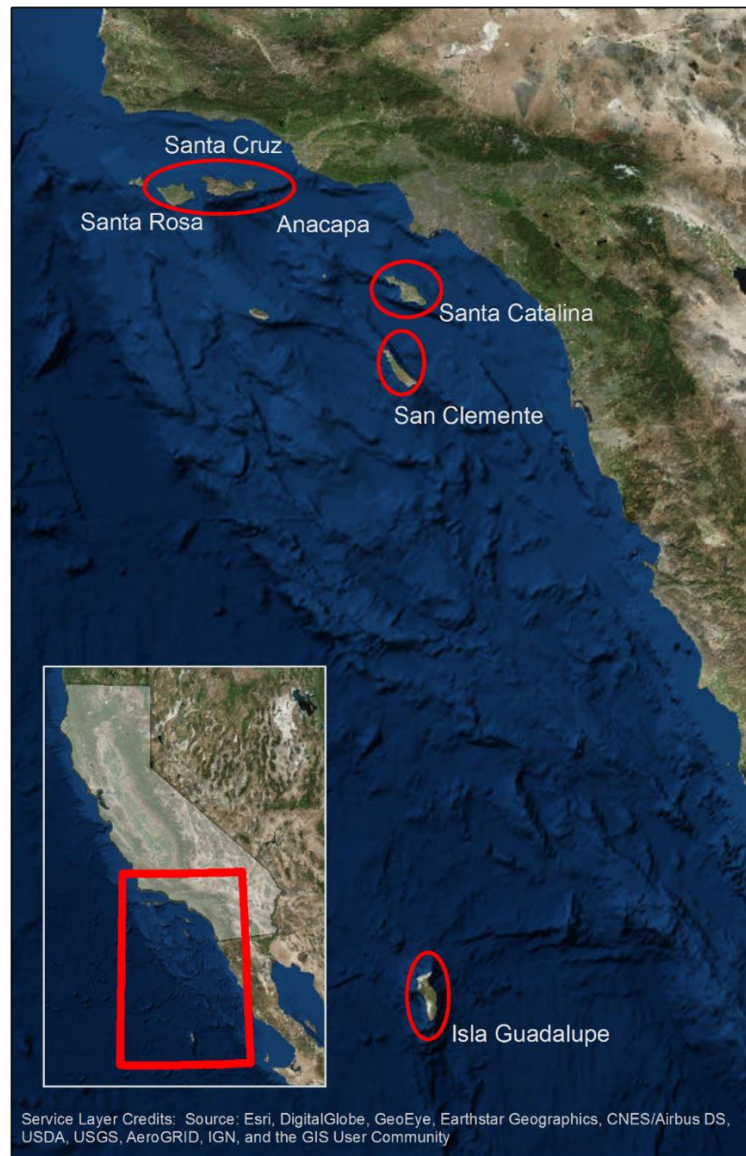 Santa Cruz
Santa Rosa
Anacapa
Santa Catalina
San Clemente
Isla Guadalupe
Service Layer Credits: Source: Esri, DigitalGlobe, GeoEye, Earthstar Geographics, CNES/Airbus DS,
USDA, USGS, AeroGRID, IGN, and the GIS User Community